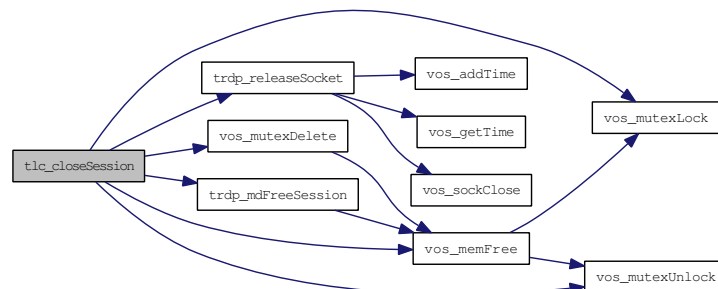 tlc_closeSession
trdp_releaseSocket
vos_mutexDelete
trdp_mdFreeSession
vos_addTime
vos_getTime
vos_sockClose
vos_memFree
vos_mutexLock
vos_mutexUnlock